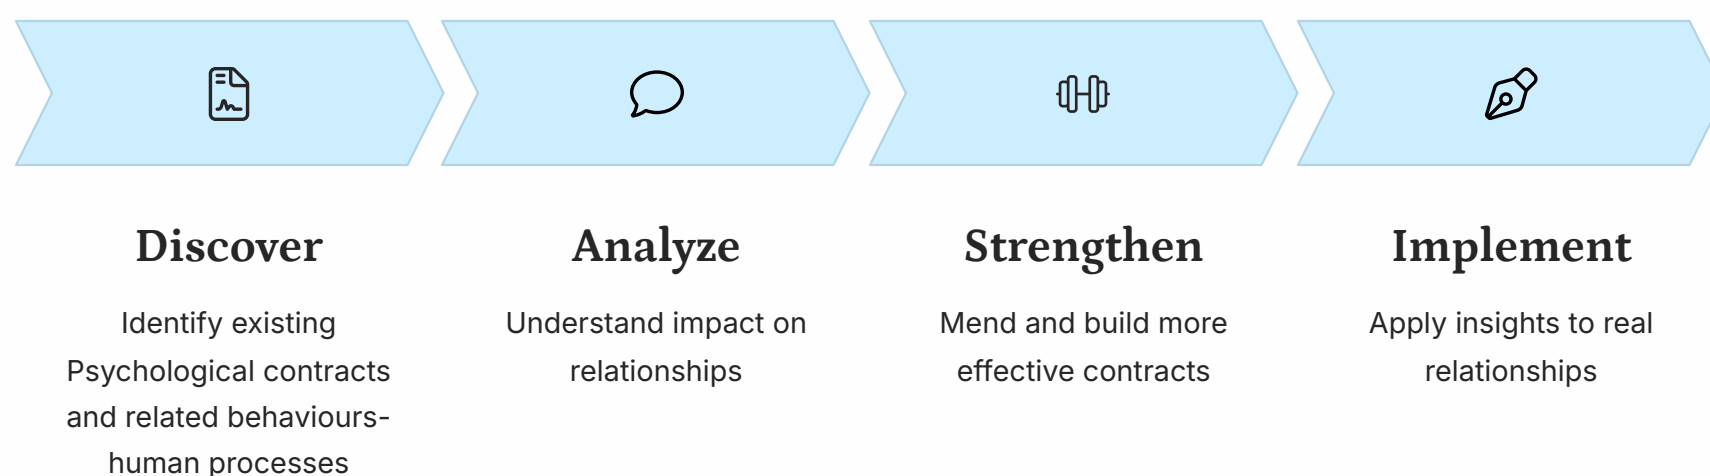 Discover
Identify existing
Psychological contracts
and related behaviours-
human processes
Analyze
Understand impact on
relationships
Strengthen
Mend and build more
effective contracts
Implement
Apply insights to real
relationships